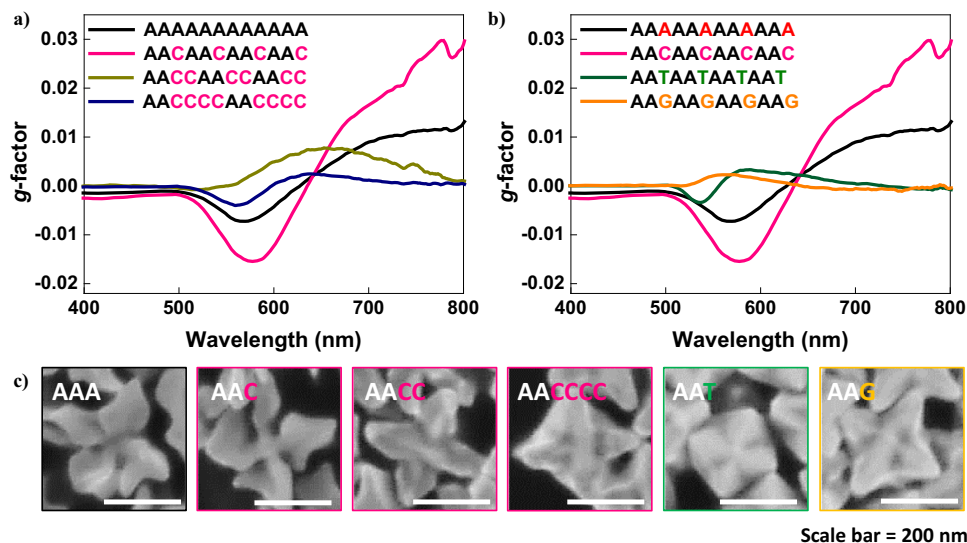 a)
0.03
0.02
0.01
0.00
-0.01
-0.02
g-factor
AAAAAAAAAAAA
AACAACAACAAC
AACCAACCAACC
AACCCCAACCCC
400 500 600 700 800
Wavelength (nm)
b)
0.03
0.02
0.01
0.00
-0.01
-0.02
g-factor
AAAAAAAAAAAA
AACAACAACAAC
AATAATAATAAT
AAGAAGAAGAAG
400 500 600 700 800
Wavelength (nm)
c)
AAA
AAC
AACC
AACCCC
AAT
AAG
Scale bar = 200 nm